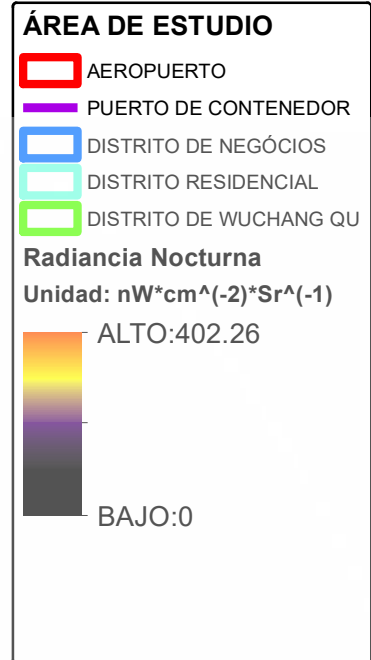 ÁREA DE ESTUDIO
AEROPUERTO
PUERTO DE CONTENEDOR
DISTRITO DE NEGÓCIOS
DISTRITO RESIDENCIAL
DISTRITO DE WUCHANG QU
Radiancia Nocturna
Unidad: nW*cm^(-2)*Sr^(-1)
ALTO:402.26
BAJO:0